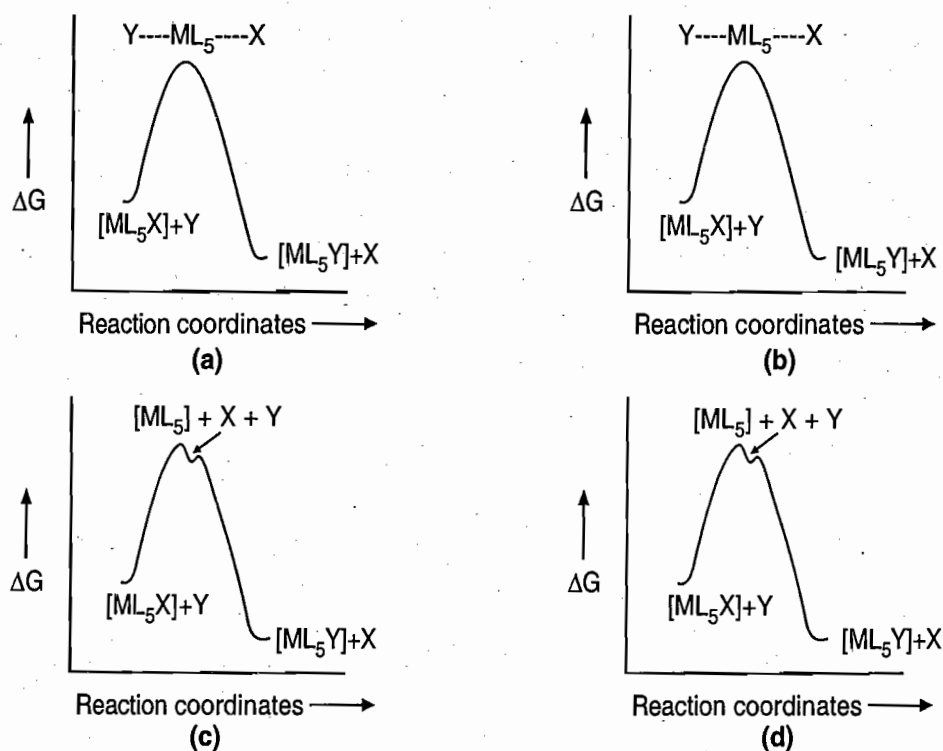 Y----ML₅----X
ΔG
[ML₅X]+Y
[ML₅Y]+X
Reaction coordinates
(a)
Y----ML₅----X
ΔG
[ML₅X]+Y
[ML₅Y]+X
Reaction coordinates
(b)
[ML₅] + X + Y
ΔG
[ML₅X]+Y
[ML₅Y]+X
Reaction coordinates
(c)
[ML₅] + X + Y
ΔG
[ML₅X]+Y
[ML₅Y]+X
Reaction coordinates
(d)